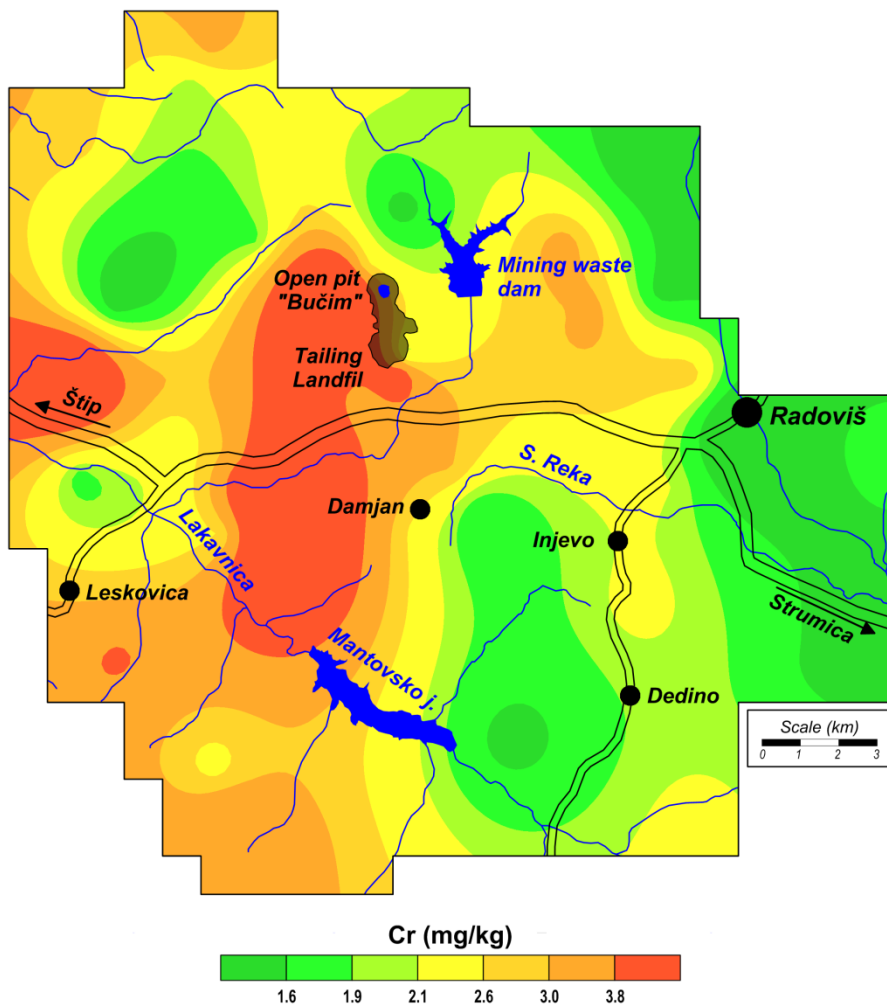 Open pit
"Bučim"
Mining waste
dam
Tailing
Landfil
Štip
Radoviš
S. Reka
Damjan
Injevo
Lakavnica
Leskovica
Strumica
Mantovsko j.
Dedino
Scale (km)
0 1 2 3
Cr (mg/kg)
1.6 1.9 2.1 2.6 3.0 3.8